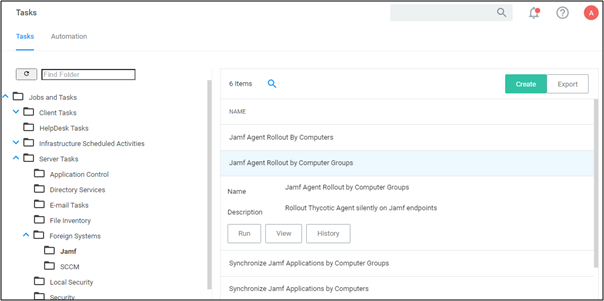 Tasks
A
Tasks Automation
Find Folder
Jobs and Tasks
Client Tasks
HelpDesk Tasks
Infrastructure Scheduled Activities
Server Tasks
Application Control
Directory Services
E-mail Tasks
File Inventory
Foreign Systems
Jamf
SCCM
Local Security
Security
6 Items
Create Export
NAME
Jamf Agent Rollout By Computers
Jamf Agent Rollout by Computer Groups
Name Jamf Agent Rollout by Computer Groups
Description Rollout Thycotic Agent silently on Jamf endpoints
Run View History
Synchronize Jamf Applications by Computer Groups
Synchronize Jamf Applications by Computers